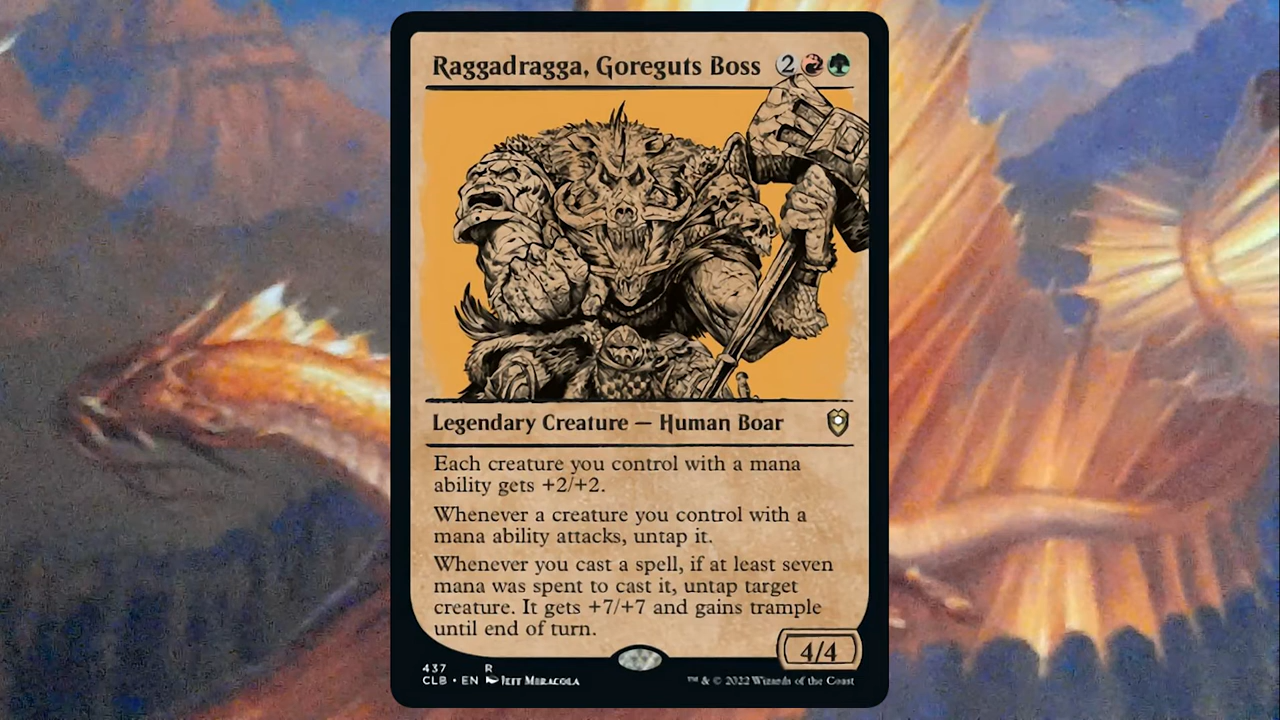 Raggadragga, Goreguts Boss 2
Legendary Creature — Human Boar
Each creature you control with a mana
ability gets +2/+2.
Whenever a creature you control with a
mana ability attacks, untap it.
Whenever you cast a spell, if at least seven
mana was spent to cast it, untap target
creature. It gets +7/+7 and gains trample
until end of turn.
4/4
437 R
CLB • EN Jeff Miracola
™ & © 2022 Wizards of the Coast